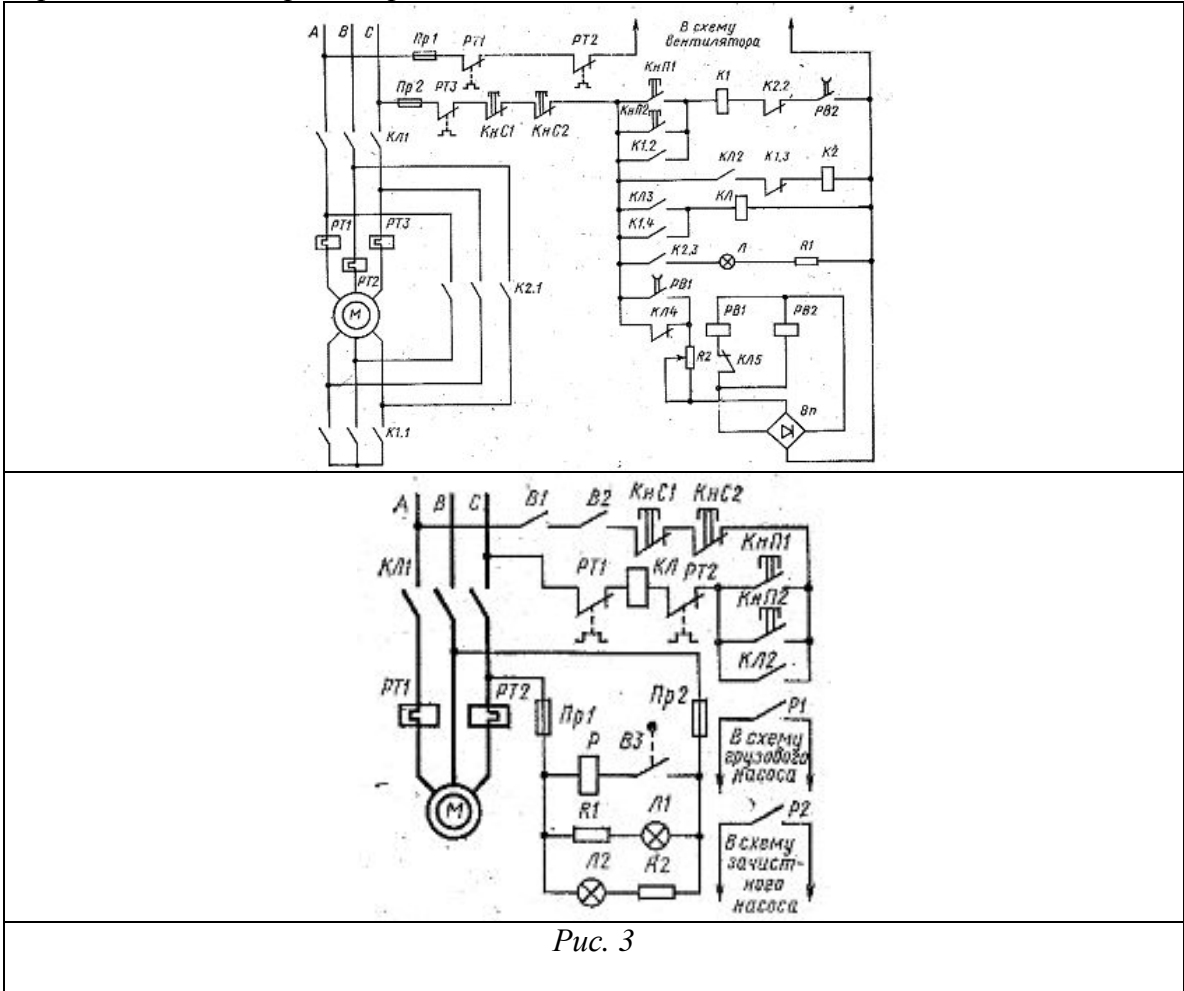 А В С
Пр1 РТ1 РТ2
В схему
вентилятора
КнП1
К1 К2.2
РВ2
Пр2 РТ3
КнС1 КнС2
КнП2
К1.2
КЛ1
КЛ2 К1,3 К2
КЛ3 КЛ
К1.4
РТ1 РТ3
РТ2
К2,3 Л R1
К2.1
РВ1
КЛ4
РВ1 РВ2
М
R2 КЛ5
Вп
К1.1
А В С В1 В2 КнС1 КнС2
КнП1
КЛ1
РТ1 КЛ РТ2
КнП2
КЛ2
РТ1 РТ2
Пр1 Пр2
Р В3
Р1
В схему
грузового
насоса
М
R1 Л1
Р2
Л2 R2
В схему
зачист-
ного
насоса
Рис. 3